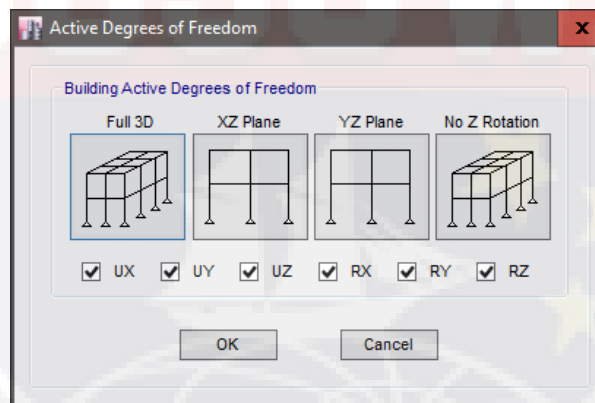 Active Degrees of Freedom
x
Building Active Degrees of Freedom
Full 3D XZ Plane YZ Plane No Z Rotation
UX UY UZ RX RY RZ
OK Cancel